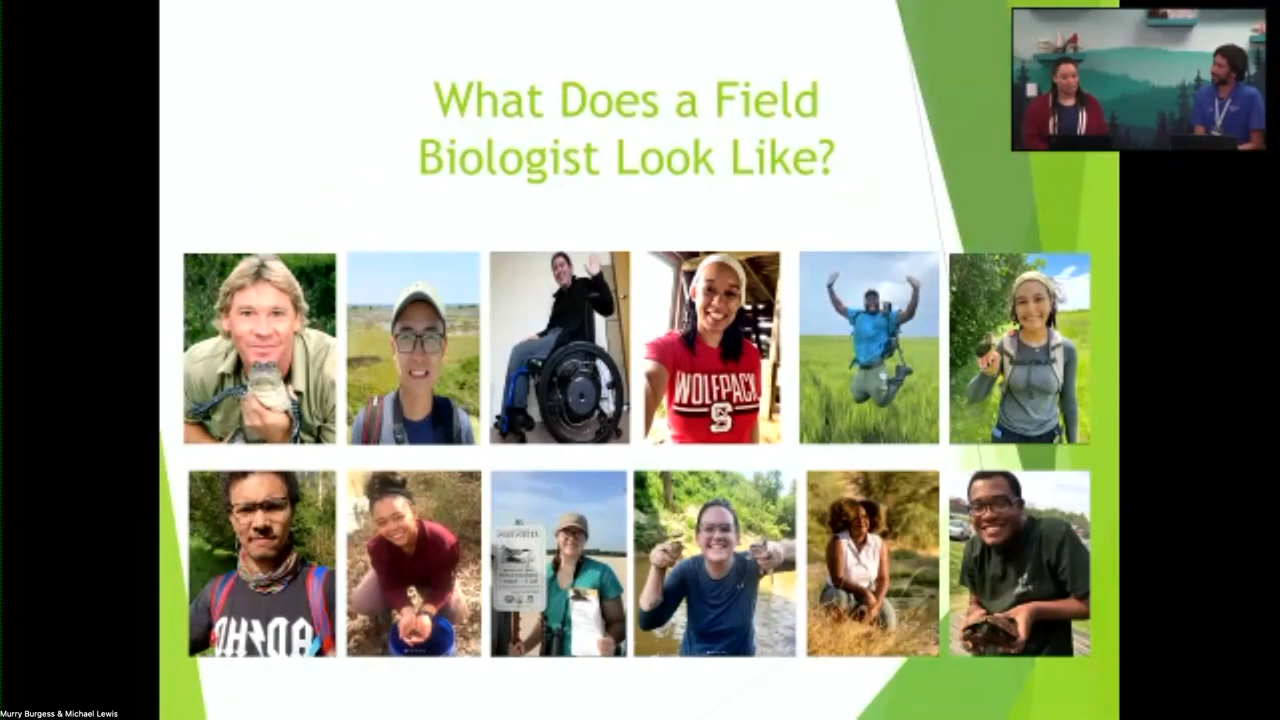 What Does a Field
Biologist Look Like?
WOLFPACK
S
Murry Burgess & Michael Lewis